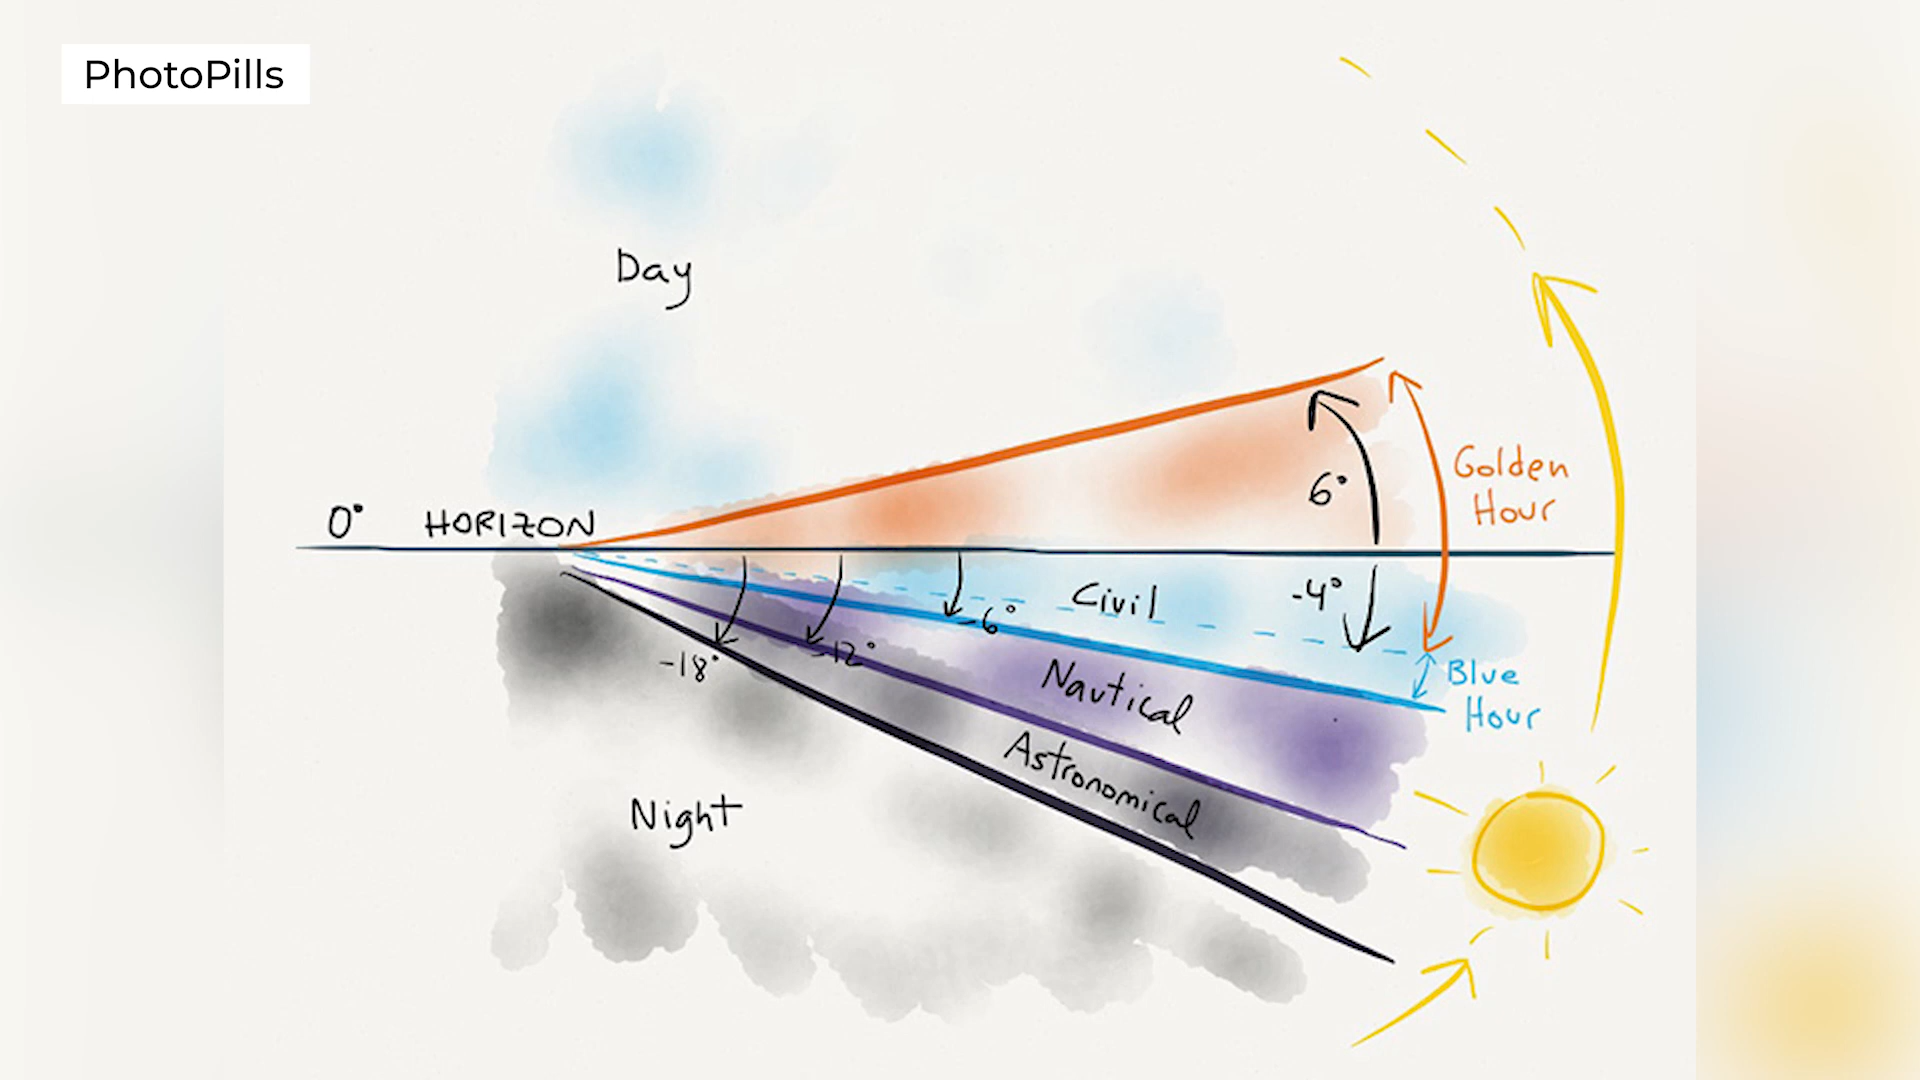 PhotoPills
Day
Golden
Hour
6°
0° HORIZON
Civil
-4°
-6°
-12°
-18°
Nautical
Blue
Hour
Astronomical
Night